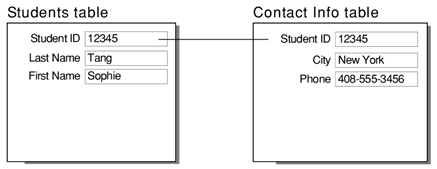 Students table
Student ID 12345
Last Name Tang
First Name Sophie
Contact Info table
Student ID 12345
City New York
Phone 408-555-3456